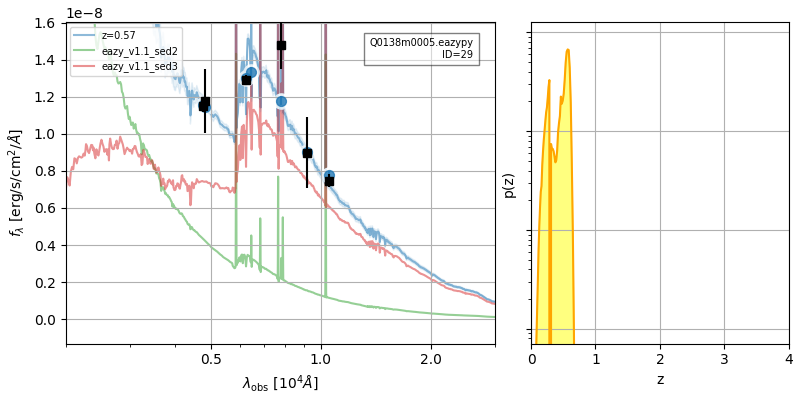 1e−8
1.6
1.4
1.2
1.0
0.8
0.6
0.4
0.2
0.0
fλ [erg/s/cm²/Å]
z=0.57
eazy_v1.1_sed2
eazy_v1.1_sed3
Q0138m0005.eazypy
ID=29
0.5 1.0 2.0
λobs [10⁴Å]
p(z)
0 1 2 3 4
z